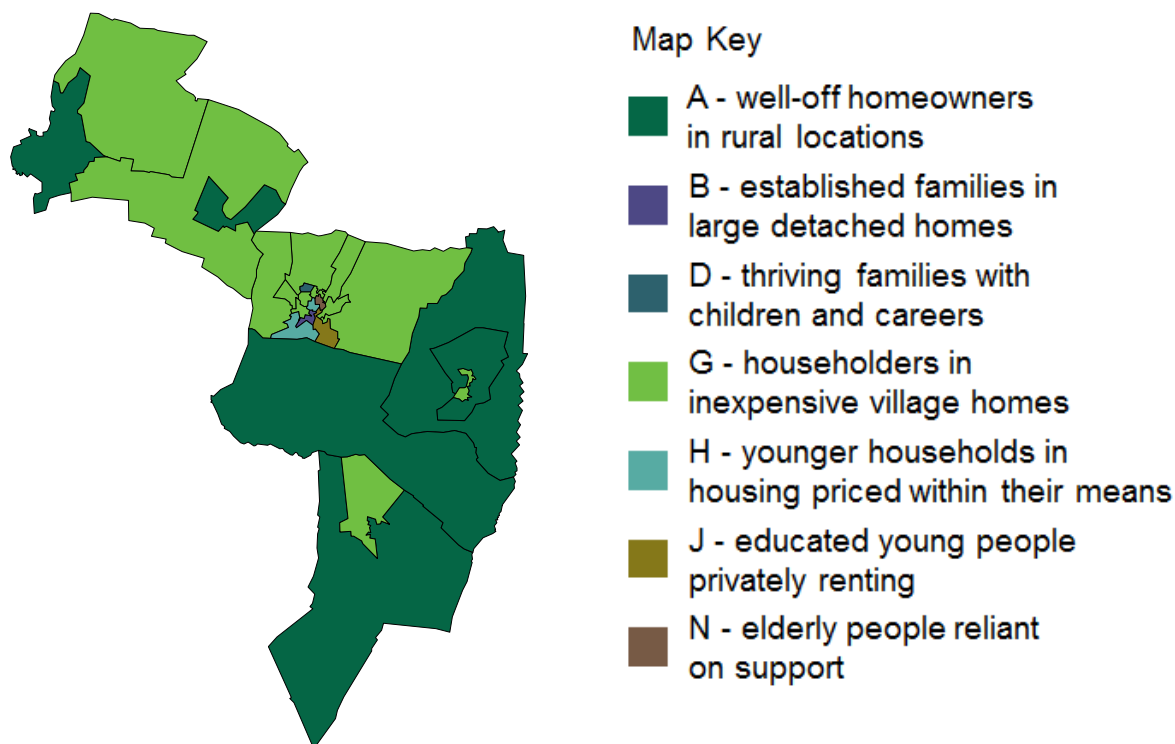 Map Key
A - well-off homeowners
in rural locations
B - established families in
large detached homes
D - thriving families with
children and careers
G - householders in
inexpensive village homes
H - younger households in
housing priced within their means
J - educated young people
privately renting
N - elderly people reliant
on support